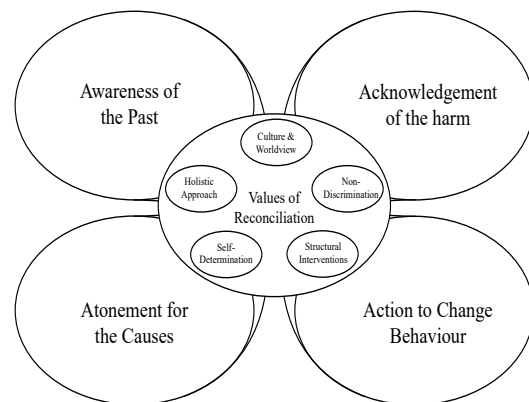 Awareness of
the Past
Acknowledgement
of the harm
Culture &
Worldview
Holistic
Approach
Non-
Discrimination
Values of
Reconciliation
Self-
Determination
Structural
Interventions
Atonement for
the Causes
Action to Change
Behaviour